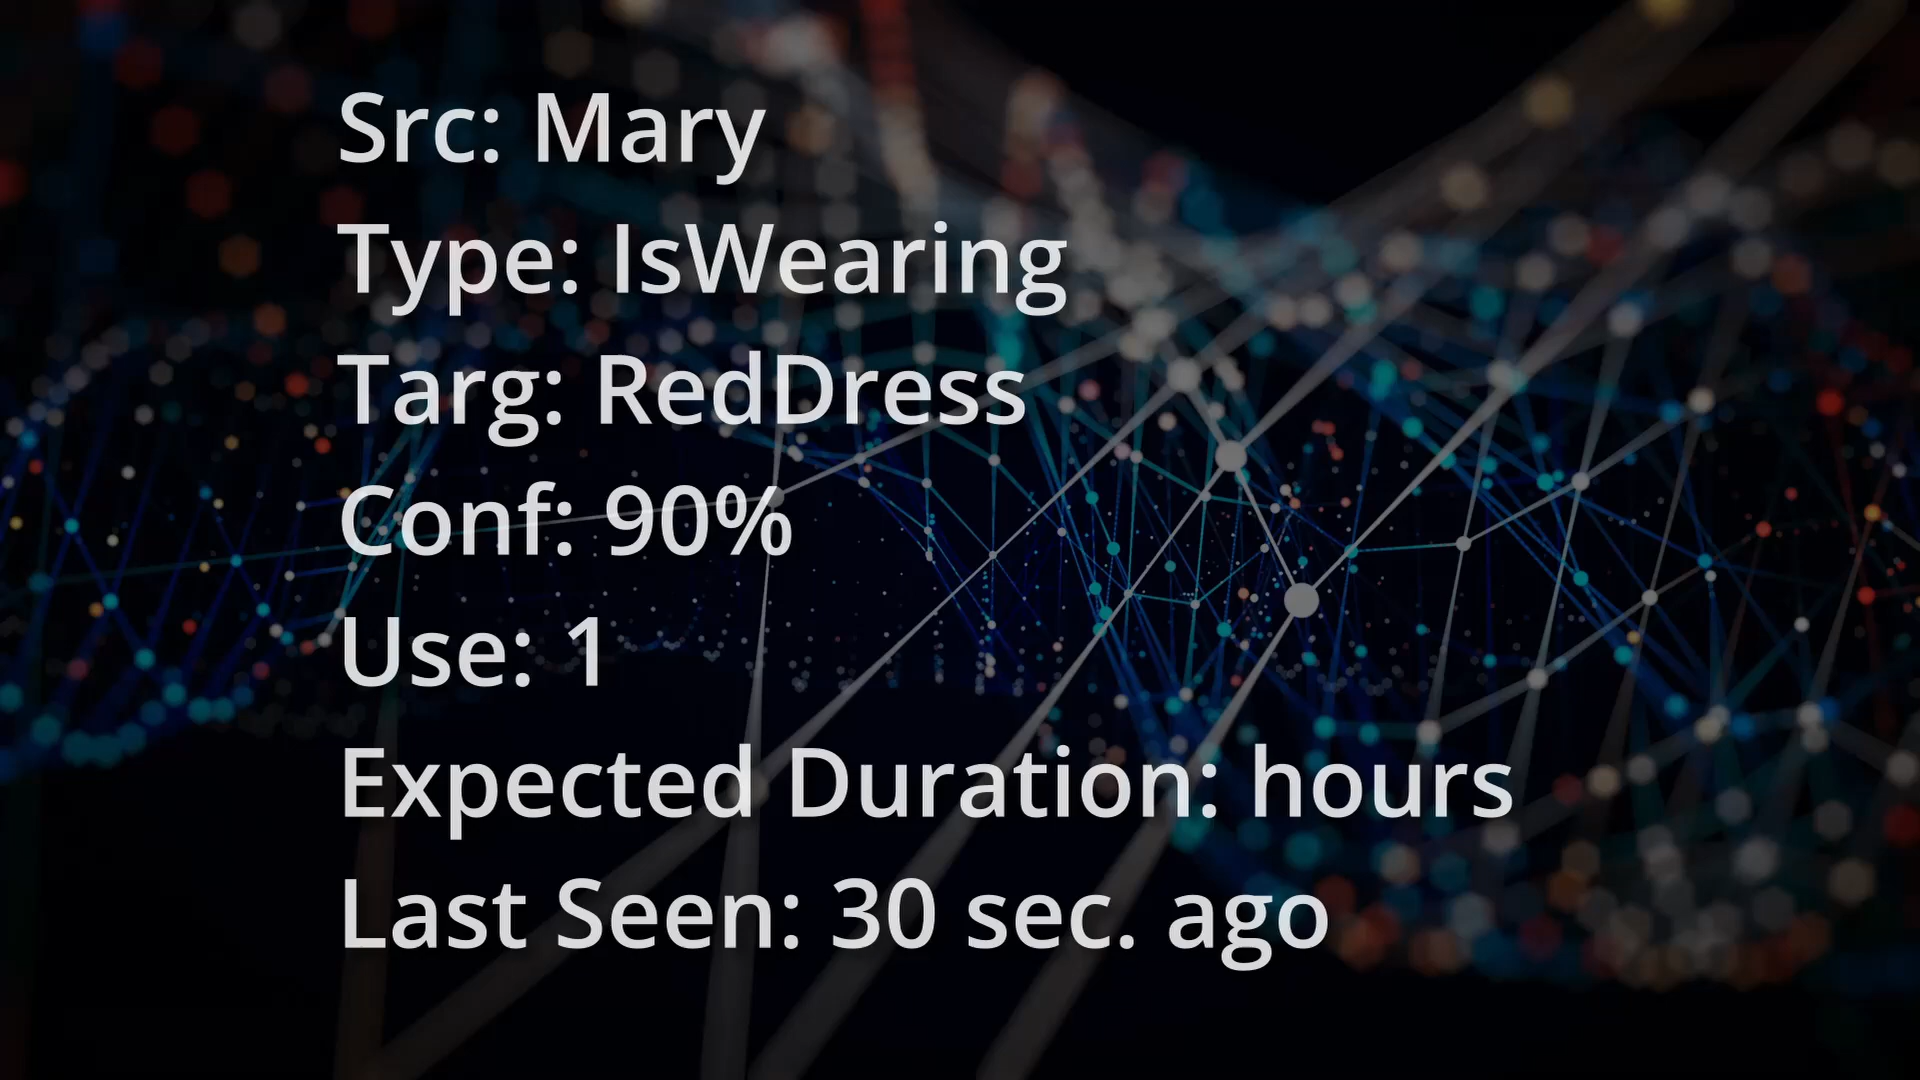 Src: Mary
Type: IsWearing
Targ: RedDress
Conf: 90%
Use: 1
Expected Duration: hours
Last Seen: 30 sec. ago